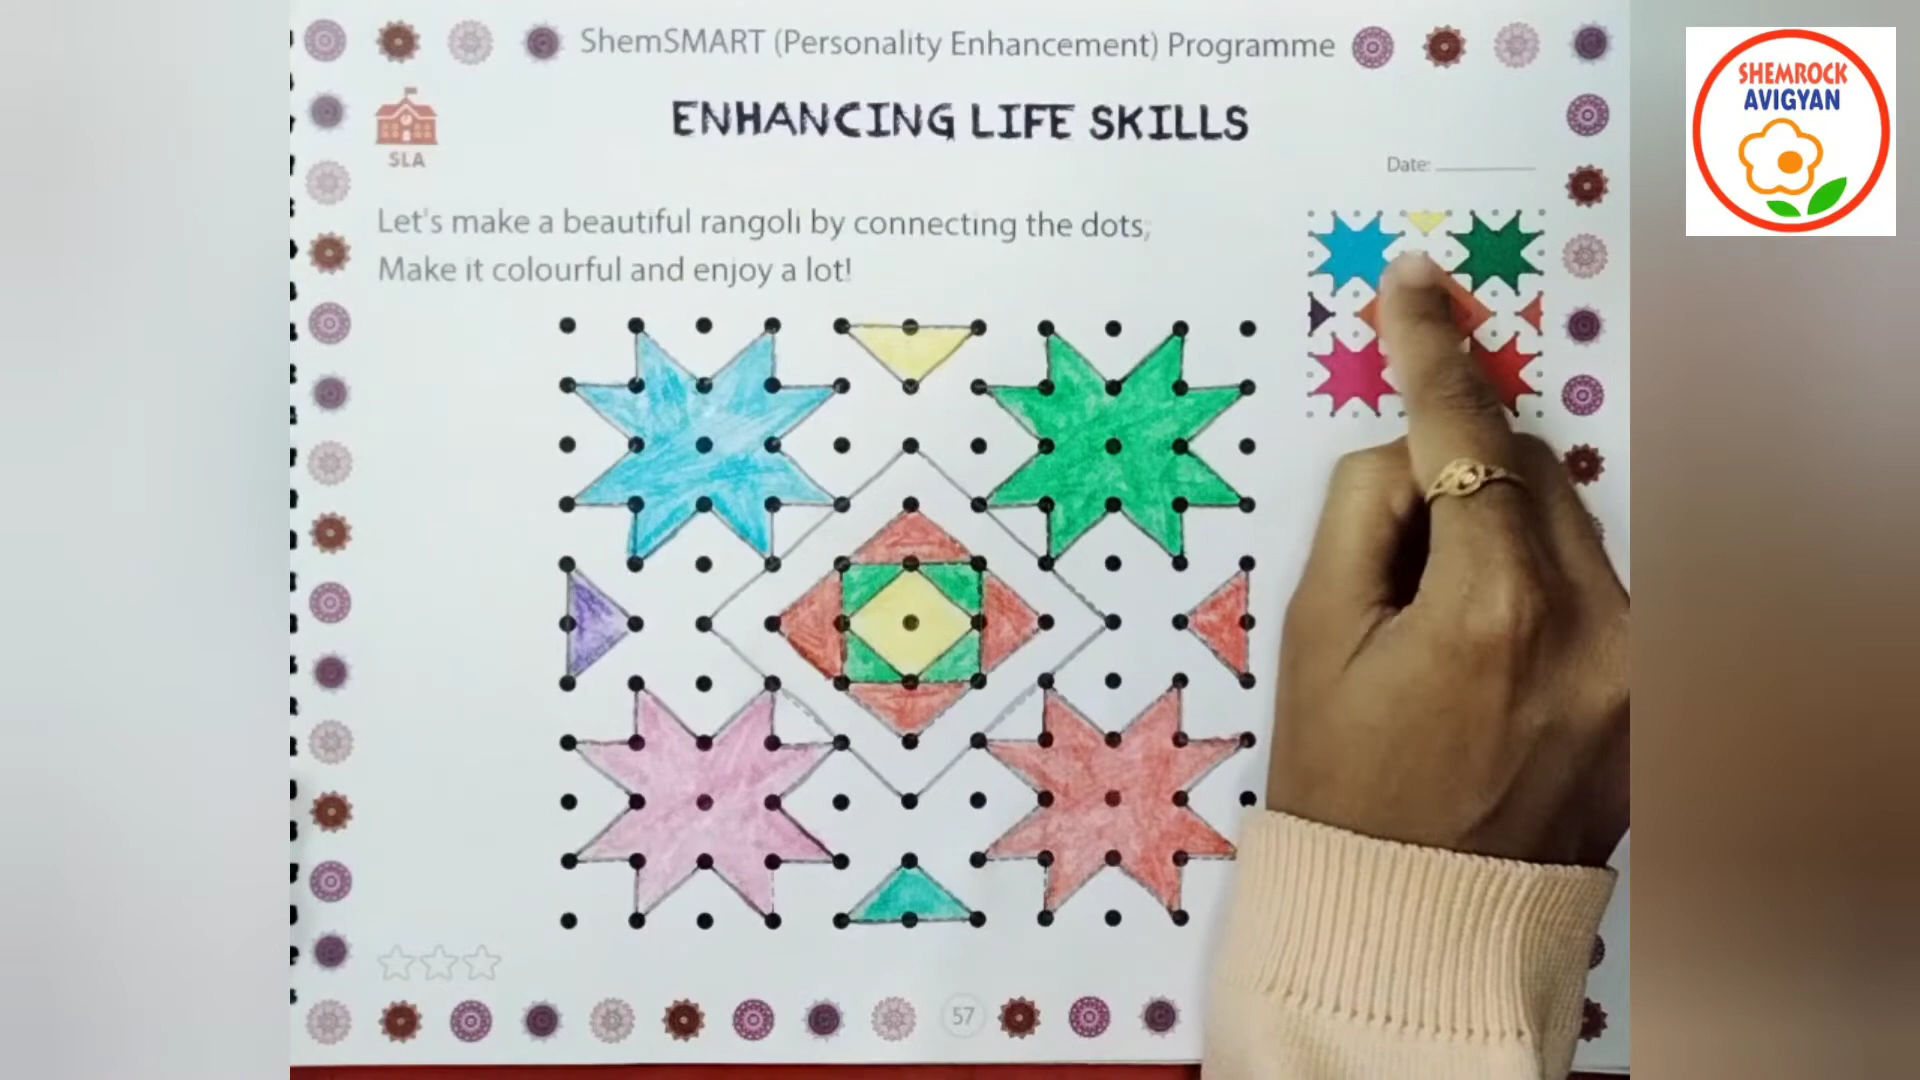 ShemSMART (Personality Enhancement) Programme
SHEMROCK
AVIGYAN
ENHANCING LIFE SKILLS
SLA
Date:
Let's make a beautiful rangoli by connecting the dots,
Make it colourful and enjoy a lot!
57